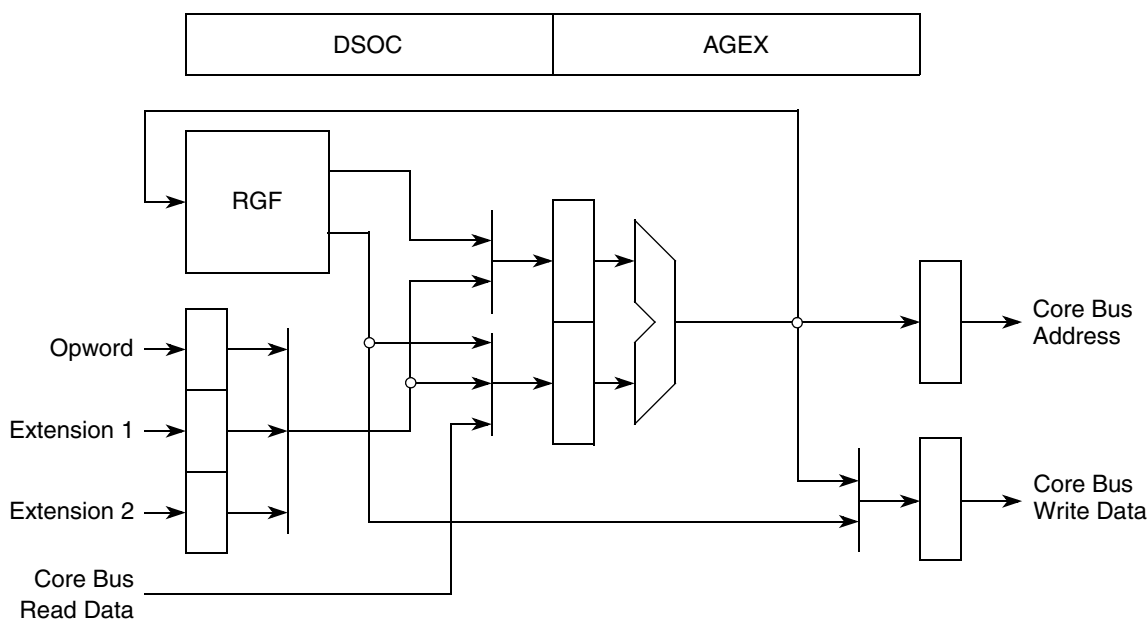 DSOC
AGEX
RGF
Opword
Extension 1
Extension 2
Core Bus
Read Data
Core Bus
Address
Core Bus
Write Data